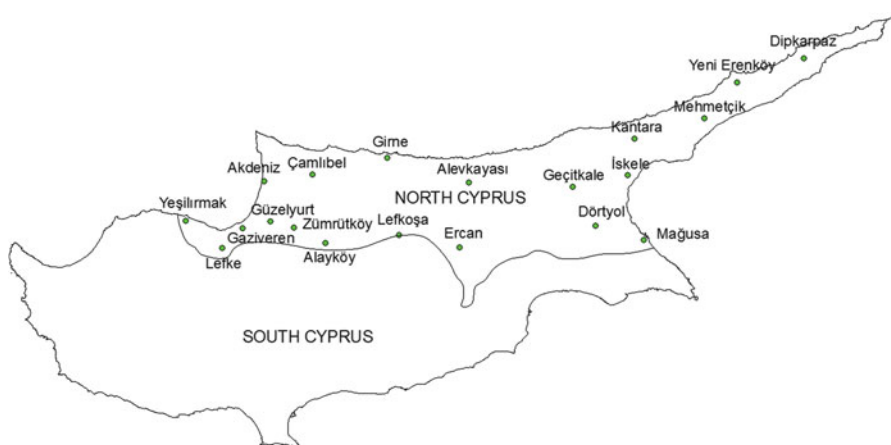 Dipkarpaz
Yeni Erenköy
Mehmetçik
Kantara
Girne
Çamlıbel
Akdeniz
Alevkayası
Geçitkale
İskele
NORTH CYPRUS
Yeşilırmak
Güzelyurt
Zümrütköy
Lefkoşa
Dörtyol
Mağusa
Gaziveren
Ercan
Lefke
Alayköy
SOUTH CYPRUS